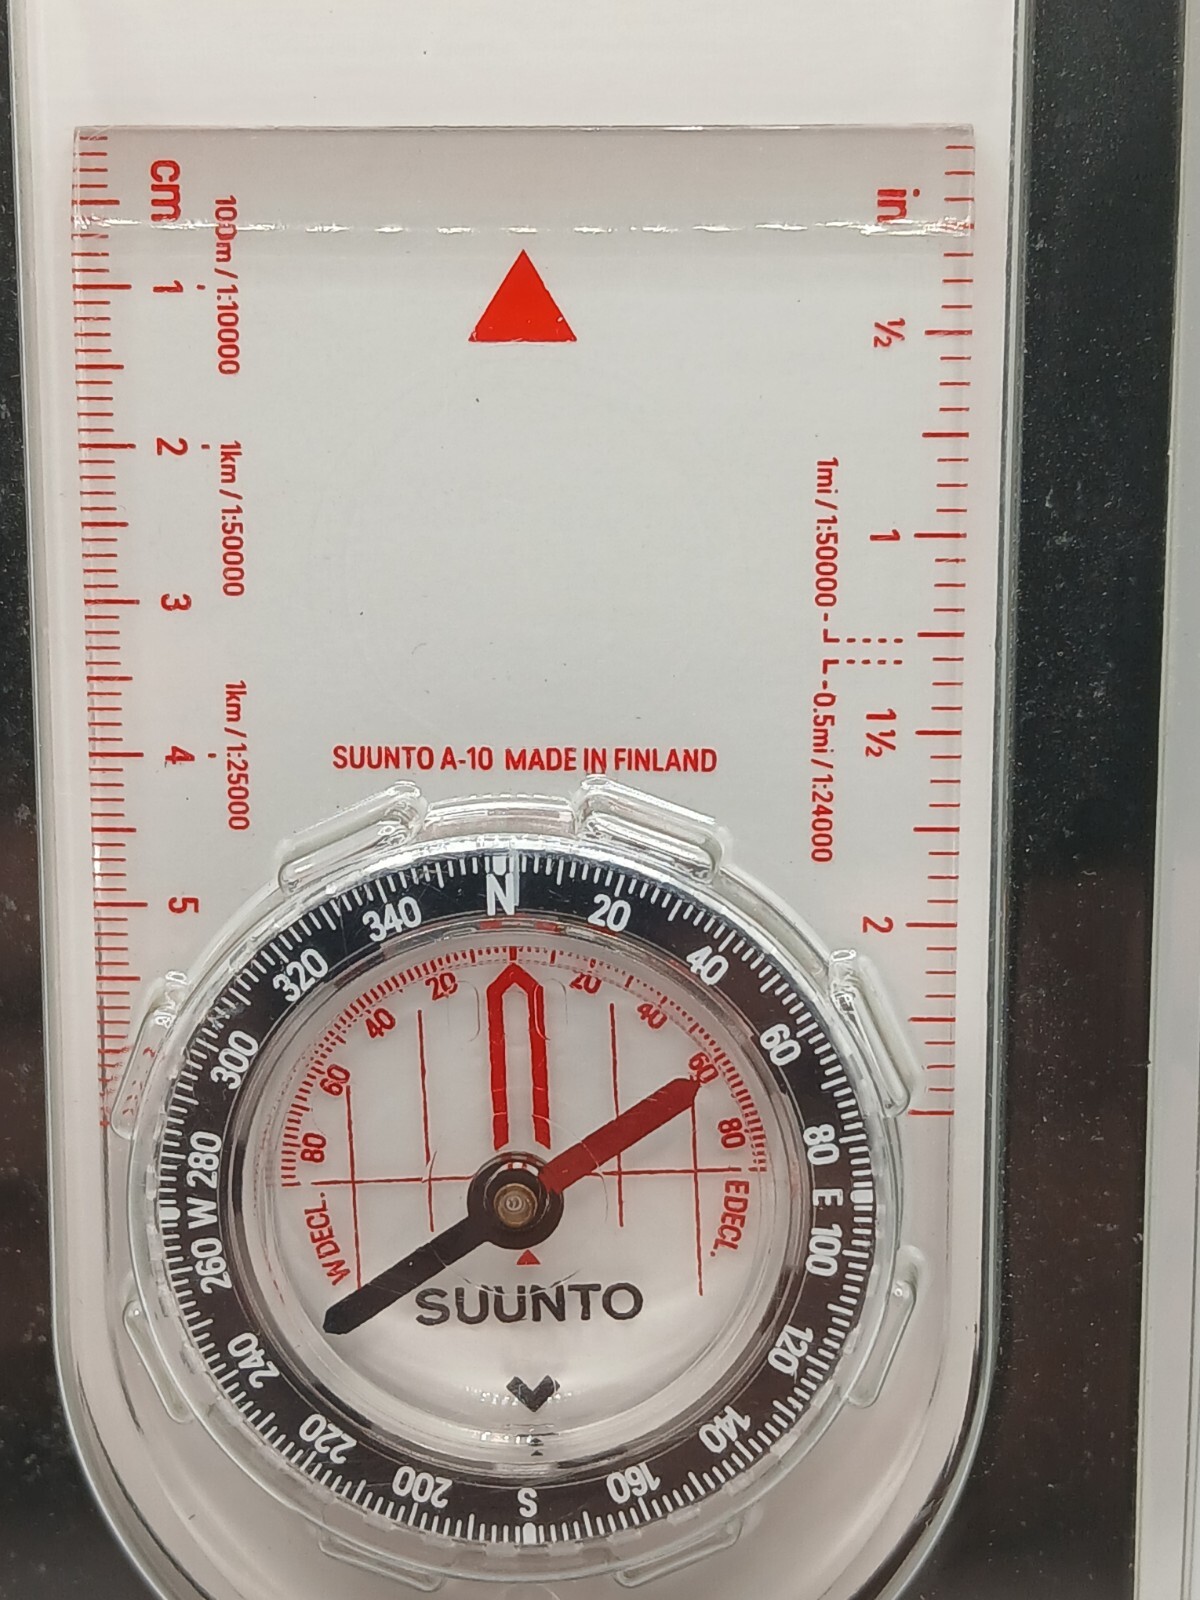 cm
in
100m / 1:10000
1
½
2
1km / 1:50000
1
1mi / 1:50000
3
1½
0.5mi / 1:24000
4
1km / 1:25000
SUUNTO A-10 MADE IN FINLAND
5
2
N 20 40 60 80 E 100 120 140 160 S 200 220 240 260 W 280 300 320 340
80 60 40 20 20 40 60 80
W DECL.
E DECL.
SUUNTO